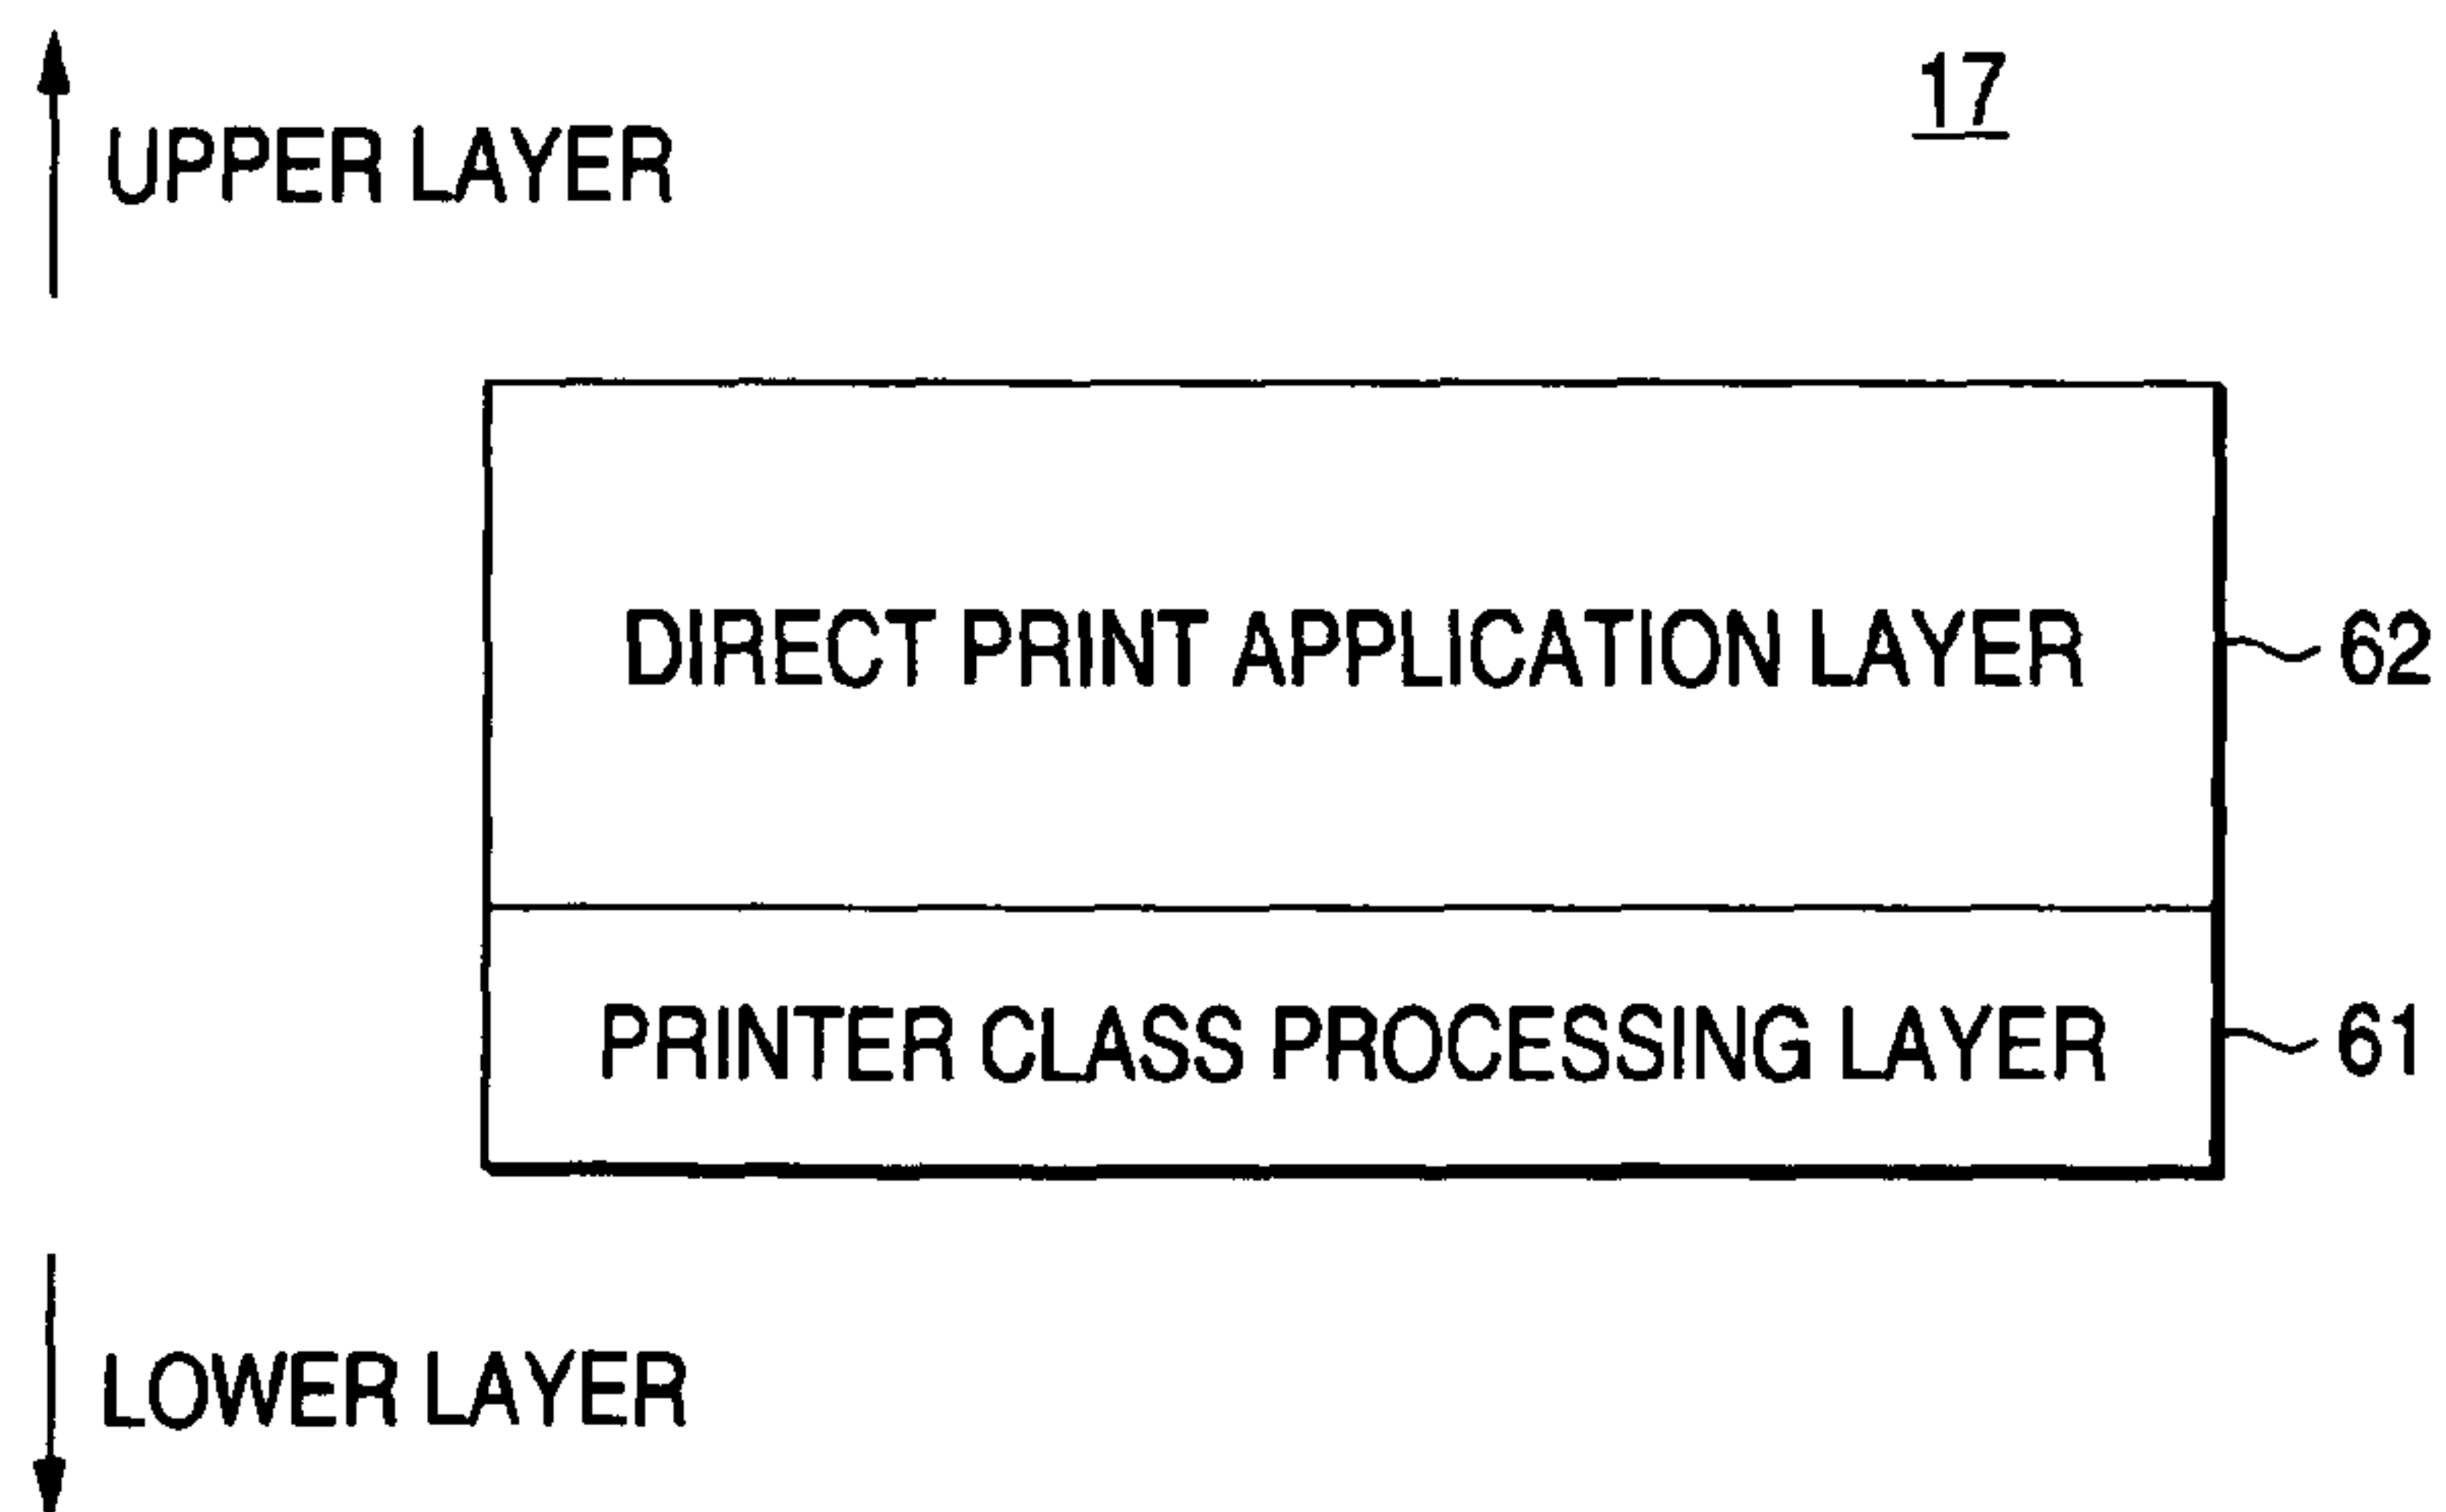 17
UPPER LAYER
DIRECT PRINT APPLICATION LAYER 62
PRINTER CLASS PROCESSING LAYER 61
LOWER LAYER